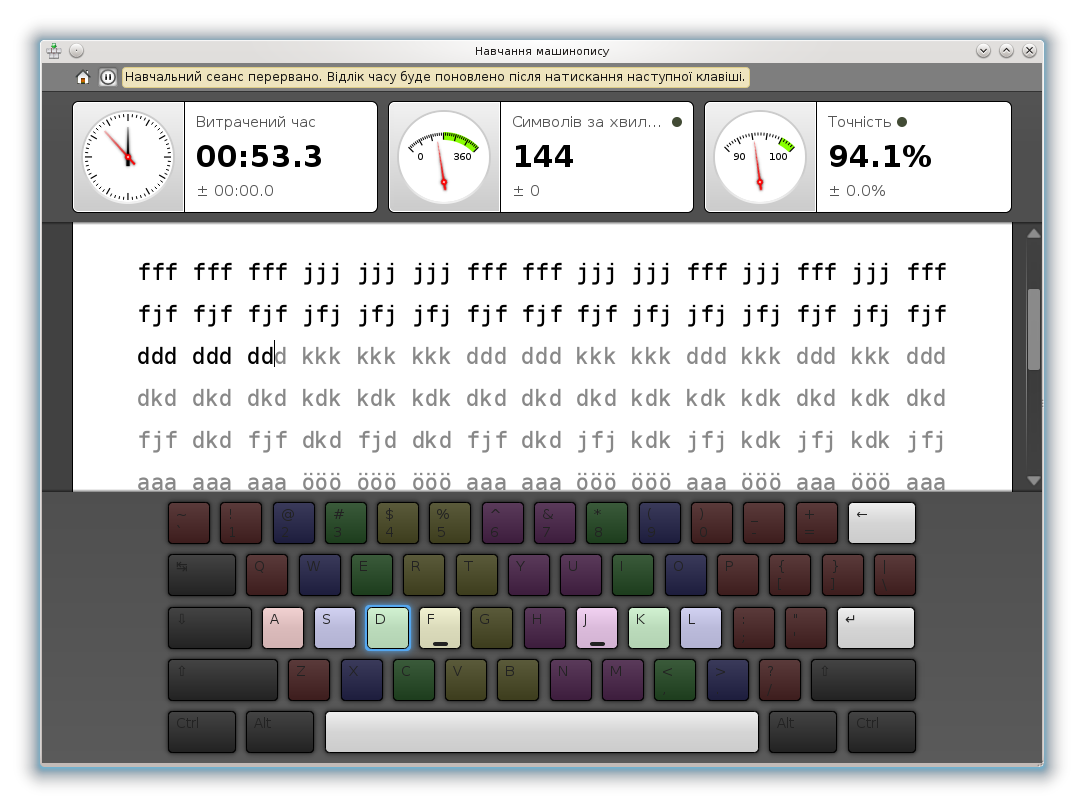 Навчання машинопису
Навчальний сеанс перервано. Відлік часу буде поновлено після натискання наступної клавіші.
Витрачений час
00:53.3
± 00:00.0
0 360
Символів за хвил...
144
± 0
90 100
Точність
94.1%
± 0.0%
fff fff fff jjj jjj jjj fff fff jjj jjj fff jjj fff jjj fff
fjf fjf fjf jfj jfj jfj fjf fjf fjf jfj jfj jfj fjf jfj fjf
ddd ddd ddd kkk kkk kkk ddd ddd kkk kkk ddd kkk ddd kkk ddd
dkd dkd dkd kdk kdk kdk dkd dkd kdk kdk kdk kdk dkd kdk dkd
fjf dkd fjf dkd fjd dkd fjf dkd jfj kdk jfj kdk jfj kdk jfj
aaa aaa aaa ööö ööö ööö aaa aaa ööö ööö aaa ööö aaa ööö aaa
~ ! @ # $ % ^ & * ( ) _ + ←
` 1 2 3 4 5 6 7 8 9 0 - =
↹ Q W E R T Y U I O P { } |
[ ] \
⇩ A S D F G H J K L : " ↵
; '
⇧ Z X C V B N M < > ? ⇧
, . /
Ctrl Alt Alt Ctrl